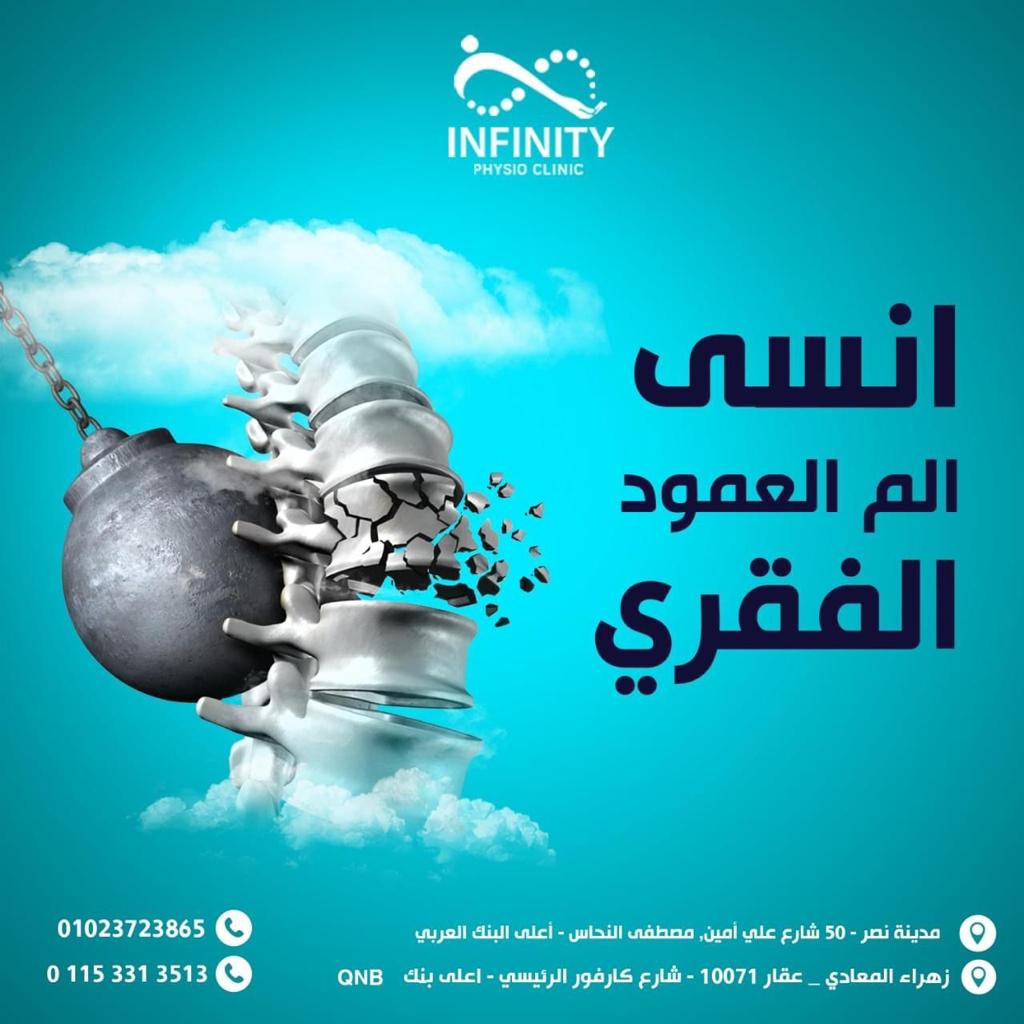 INFINITY
PHYSIO CLINIC
انسى
الم العمود
الفقري
مدينة نصر - 50 شارع علي أمين, مصطفى النحاس - أعلى البنك العربي
زهراء المعادي _ عقار 10071 - شارع كارفور الرئيسي - اعلى بنك QNB
01023723865
0 115 331 3513